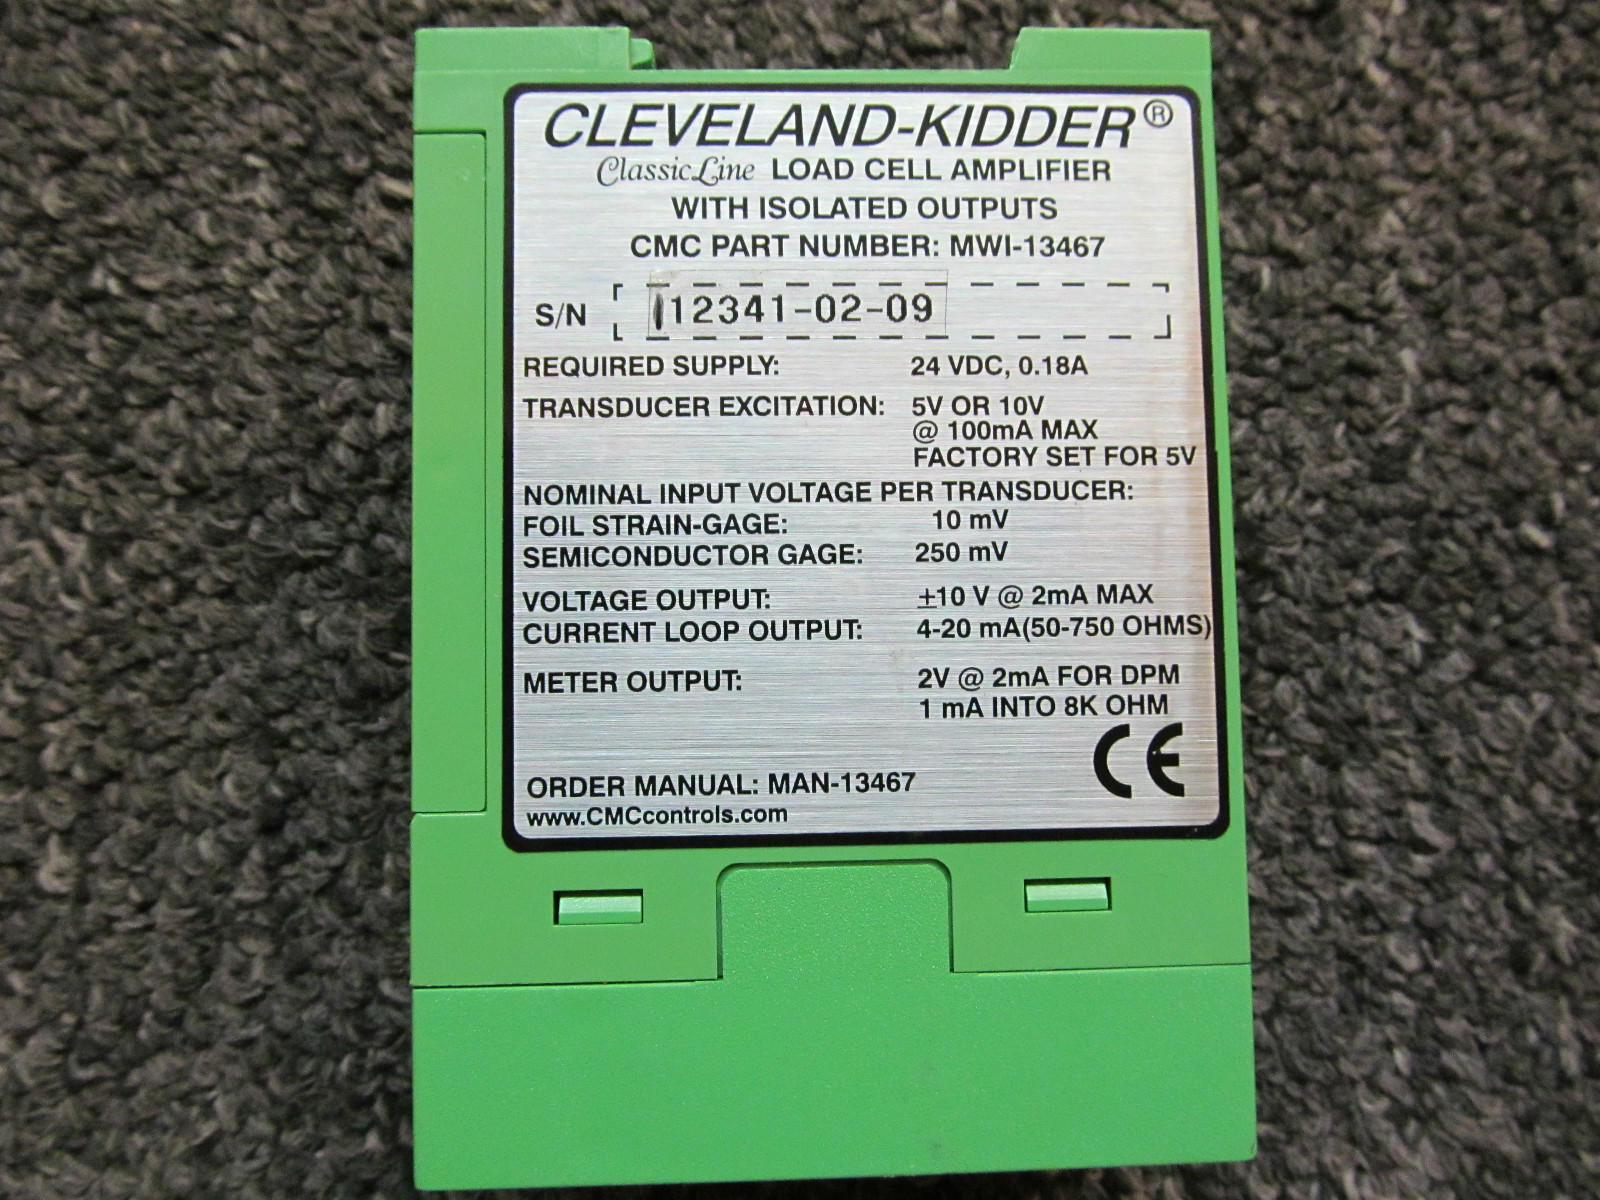 CLEVELAND-KIDDER®
Classic Line LOAD CELL AMPLIFIER
WITH ISOLATED OUTPUTS
CMC PART NUMBER: MWI-13467
S/N 112341-02-09
REQUIRED SUPPLY: 24 VDC, 0.18A
TRANSDUCER EXCITATION: 5V OR 10V
@ 100mA MAX
FACTORY SET FOR 5V
NOMINAL INPUT VOLTAGE PER TRANSDUCER:
FOIL STRAIN-GAGE: 10 mV
SEMICONDUCTOR GAGE: 250 mV
VOLTAGE OUTPUT: ±10 V @ 2mA MAX
CURRENT LOOP OUTPUT: 4-20 mA(50-750 OHMS)
METER OUTPUT: 2V @ 2mA FOR DPM
1 mA INTO 8K OHM
CE
ORDER MANUAL: MAN-13467
www.CMCcontrols.com